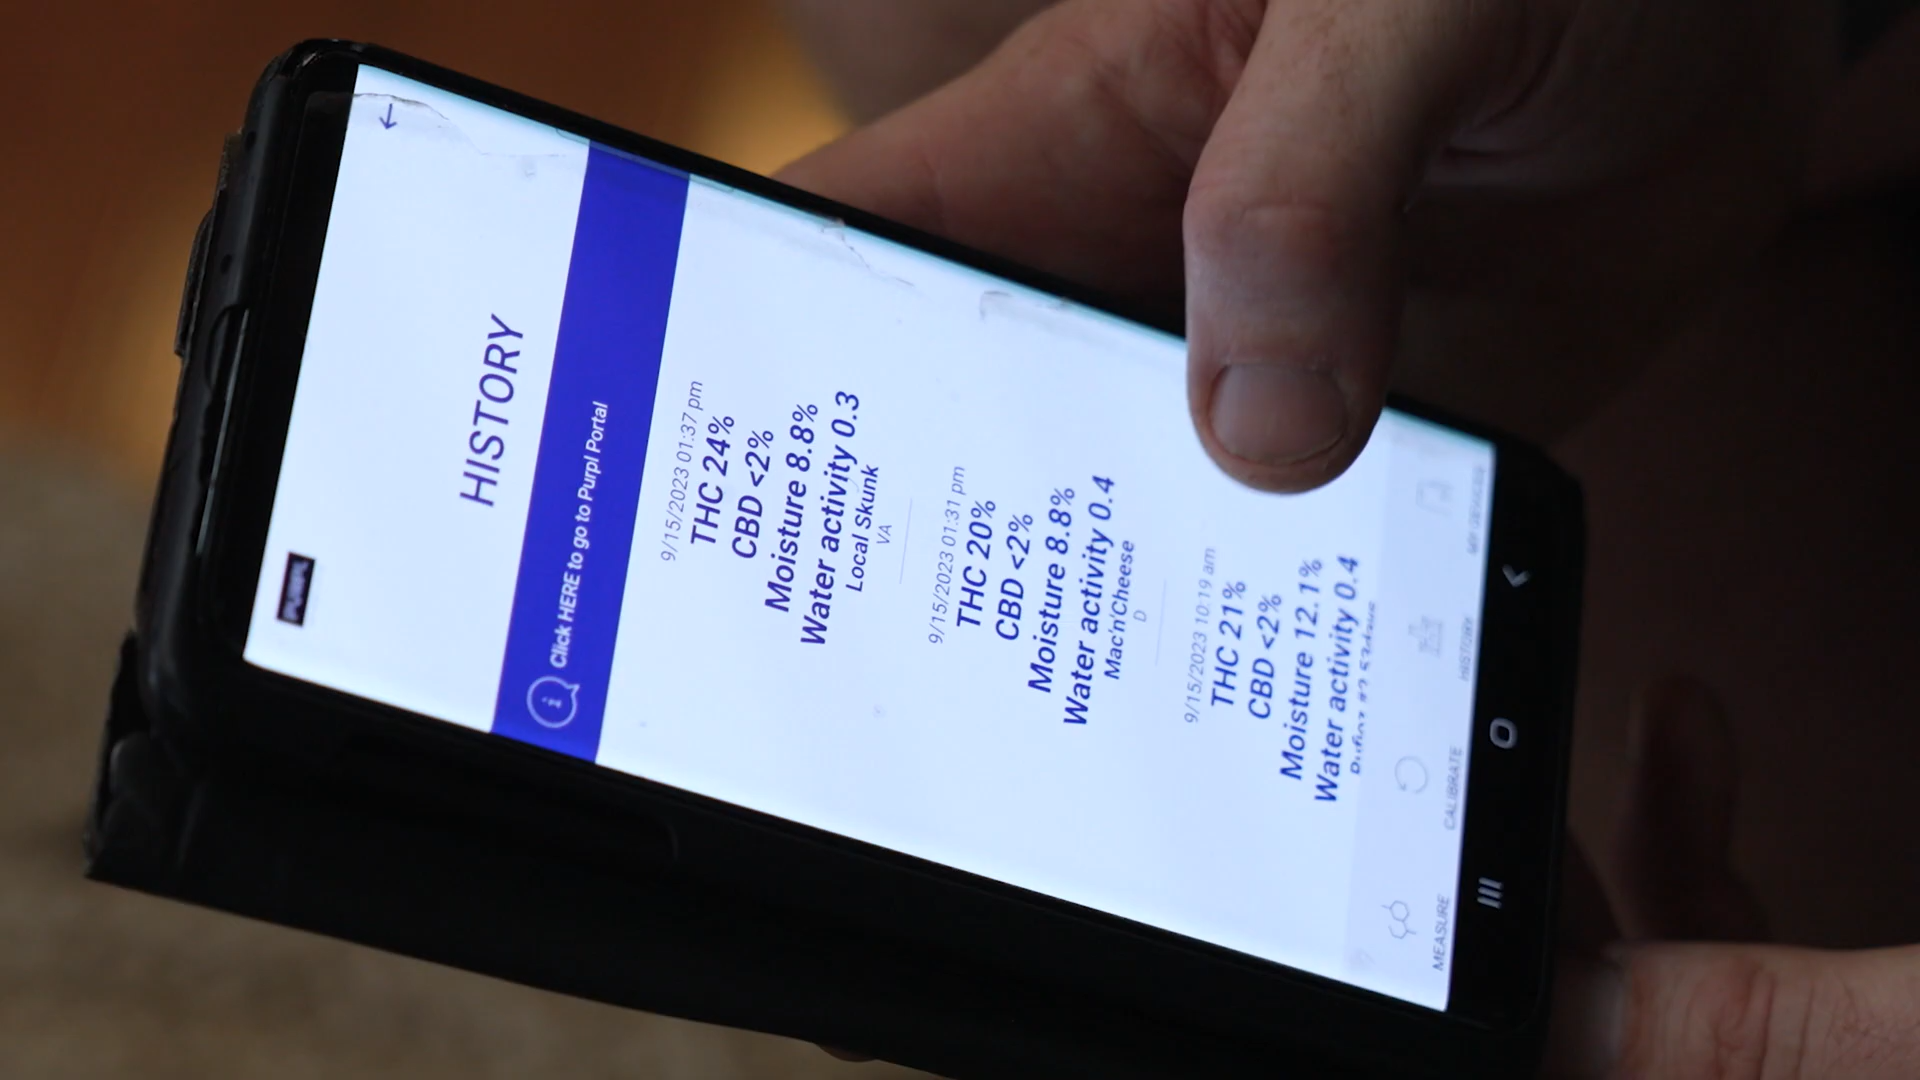 PURPL
HISTORY
Click HERE to go to Purpl Portal
9/15/2023 01:37 pm
THC 24%
CBD <2%
Moisture 8.8%
Water activity 0.3
Local Skunk
VA
9/15/2023 01:31 pm
THC 20%
CBD <2%
Moisture 8.8%
Water activity 0.4
Mac'n'Cheese
D
9/15/2023 10:19 am
THC 21%
CBD <2%
Moisture 12.1%
Water activity 0.4
MEASURE
CALIBRATE
HISTORY
MY DEVICES